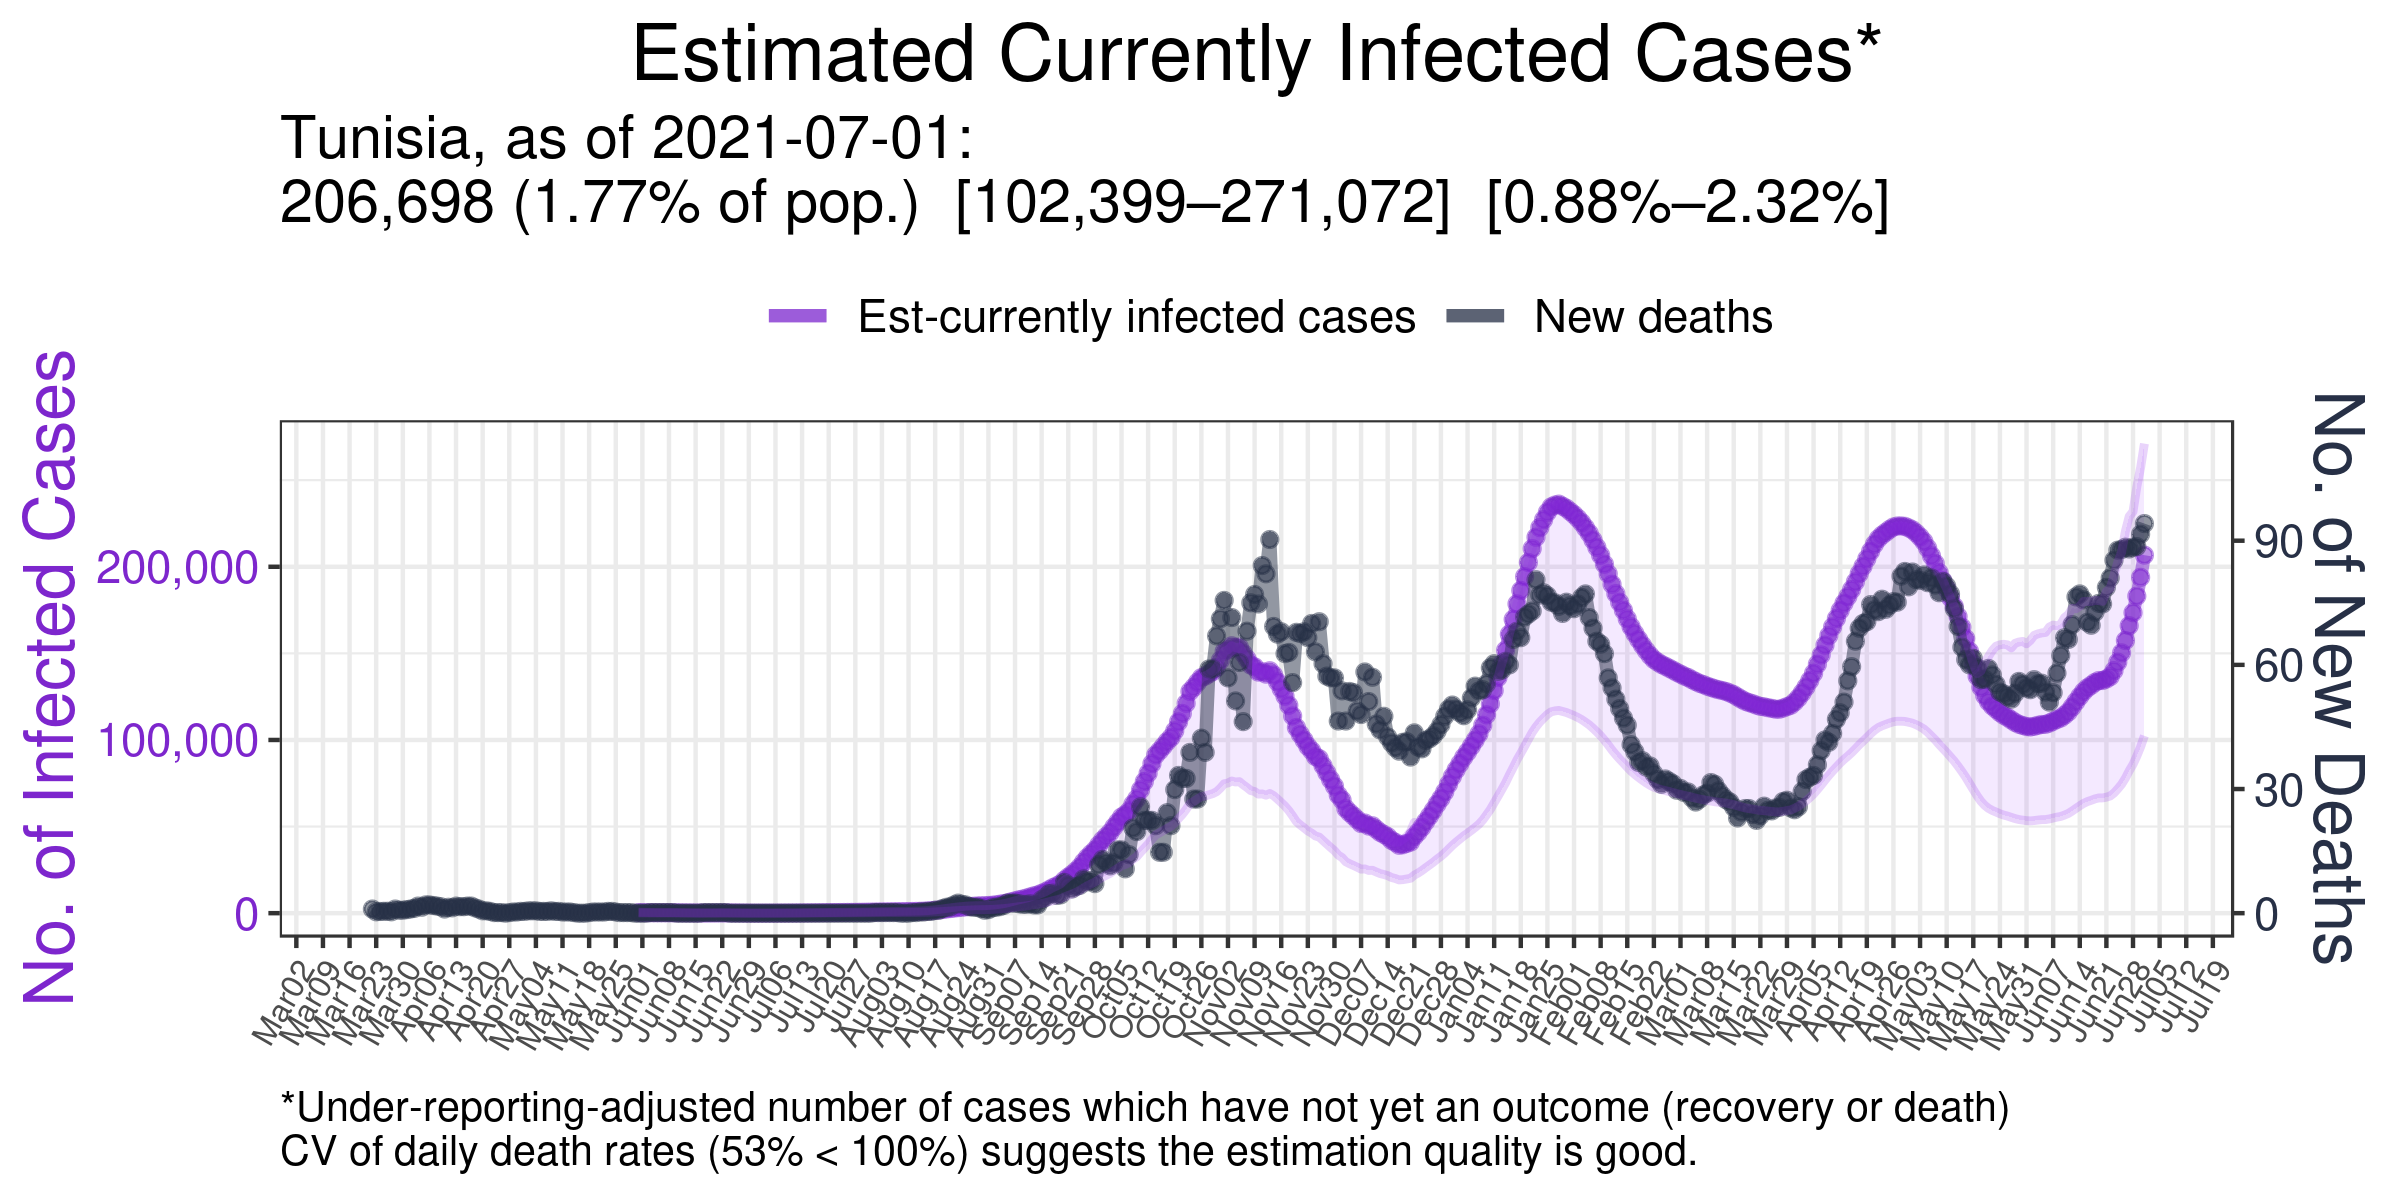 Estimated Currently Infected Cases*
Tunisia, as of 2021-07-01:
206,698 (1.77% of pop.) [102,399–271,072] [0.88%–2.32%]
Est-currently infected cases New deaths
No. of Infected Cases
200,000
100,000
0
90
60
30
0
No. of New Deaths
Mar02
Mar09
Mar16
Mar23
Mar30
Apr06
Apr13
Apr20
Apr27
May04
May11
May18
May25
Jun01
Jun08
Jun15
Jun22
Jun29
Jul06
Jul13
Jul20
Jul27
Aug03
Aug10
Aug17
Aug24
Aug31
Sep07
Sep14
Sep21
Sep28
Oct05
Oct12
Oct19
Oct26
Nov02
Nov09
Nov16
Nov23
Nov30
Dec07
Dec14
Dec21
Dec28
Jan04
Jan11
Jan18
Jan25
Feb01
Feb08
Feb15
Feb22
Mar01
Mar08
Mar15
Mar22
Mar29
Apr05
Apr12
Apr19
Apr26
May03
May10
May17
May24
May31
Jun07
Jun14
Jun21
Jun28
Jul05
Jul12
Jul19
*Under-reporting-adjusted number of cases which have not yet an outcome (recovery or death)
CV of daily death rates (53% < 100%) suggests the estimation quality is good.